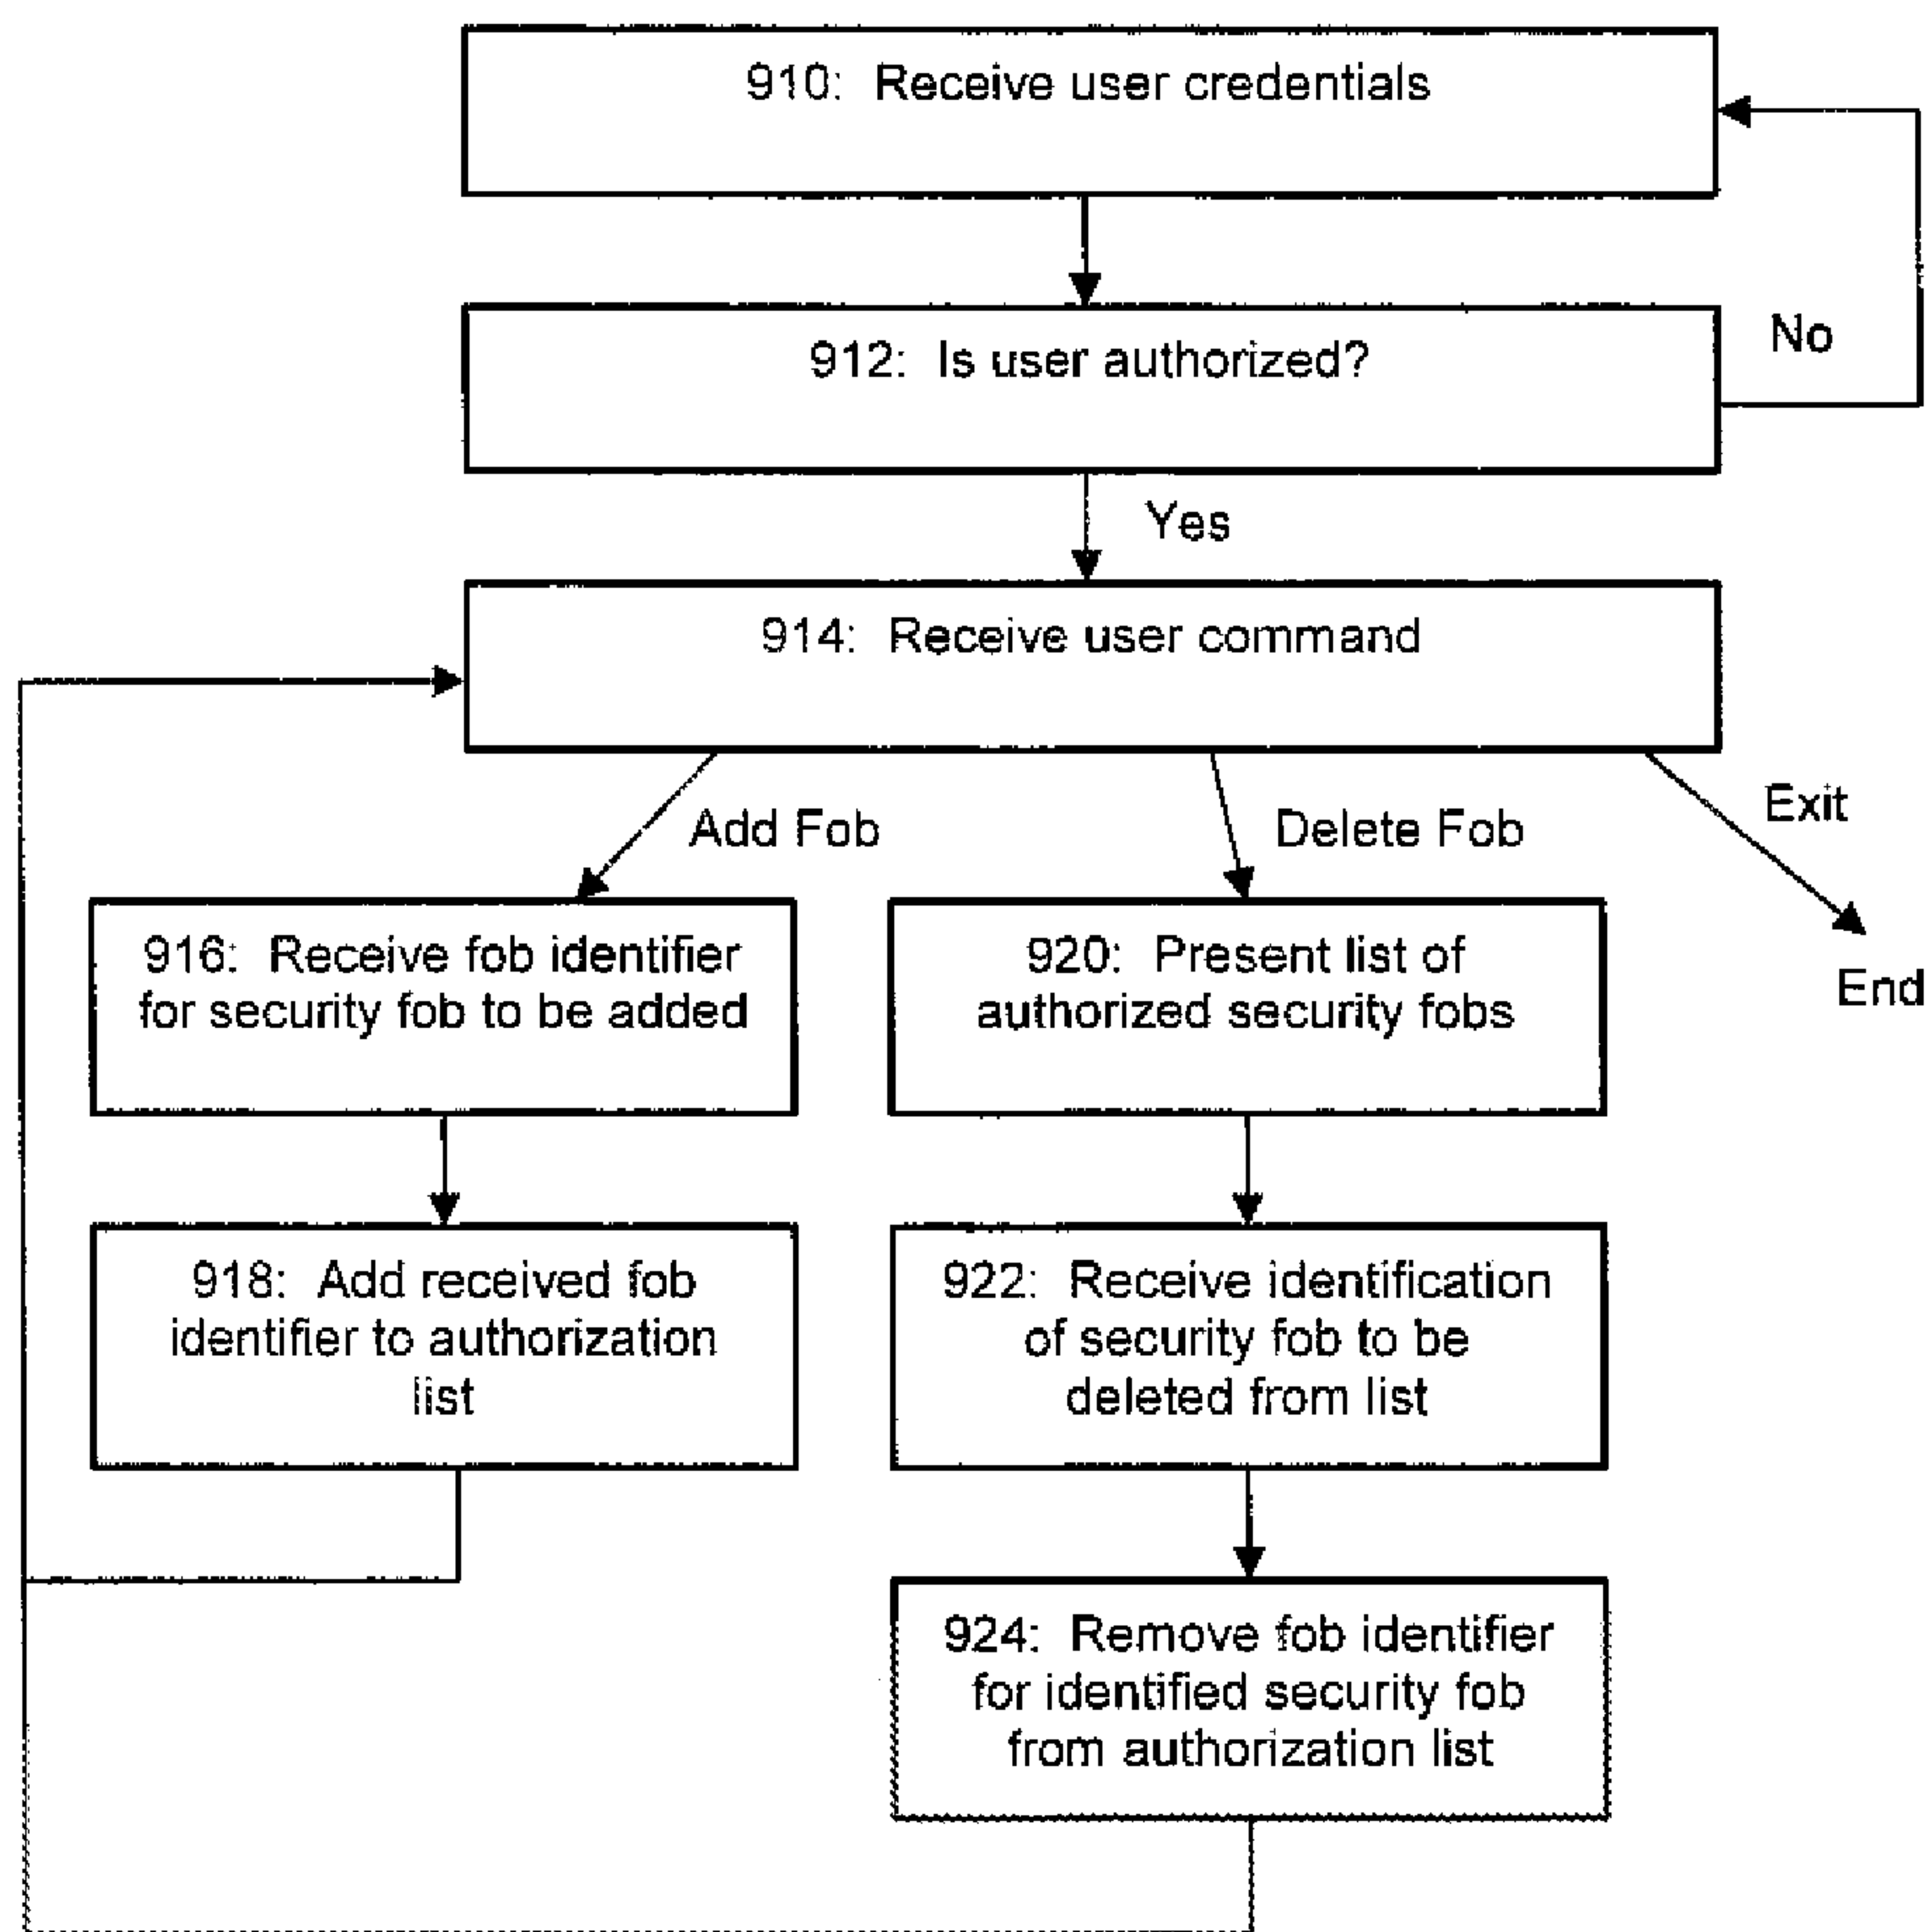 910: Receive user credentials
912: Is user authorized?
No
Yes
914: Receive user command
Add Fob
Delete Fob
Exit
End
916: Receive fob identifier
for security fob to be added
920: Present list of
authorized security fobs
918: Add received fob
identifier to authorization
list
922: Receive identification
of security fob to be
deleted from list
924: Remove fob identifier
for identified security fob
from authorization list